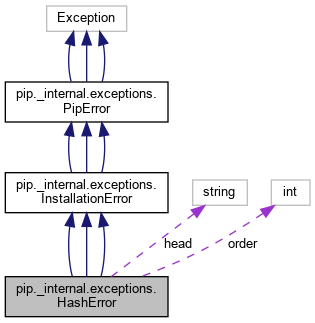 Exception
pip._internal.exceptions.
PipError
pip._internal.exceptions.
InstallationError
string
int
head
order
pip._internal.exceptions.
HashError